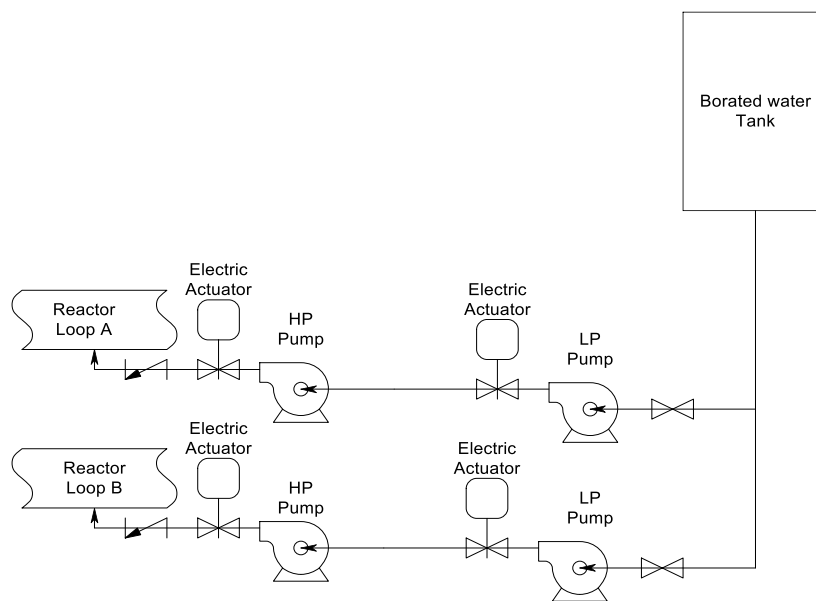 Borated water
Tank
Electric
Actuator
Electric
Actuator
Reactor
Loop A
HP
Pump
LP
Pump
Electric
Actuator
Electric
Actuator
Reactor
Loop B
HP
Pump
LP
Pump